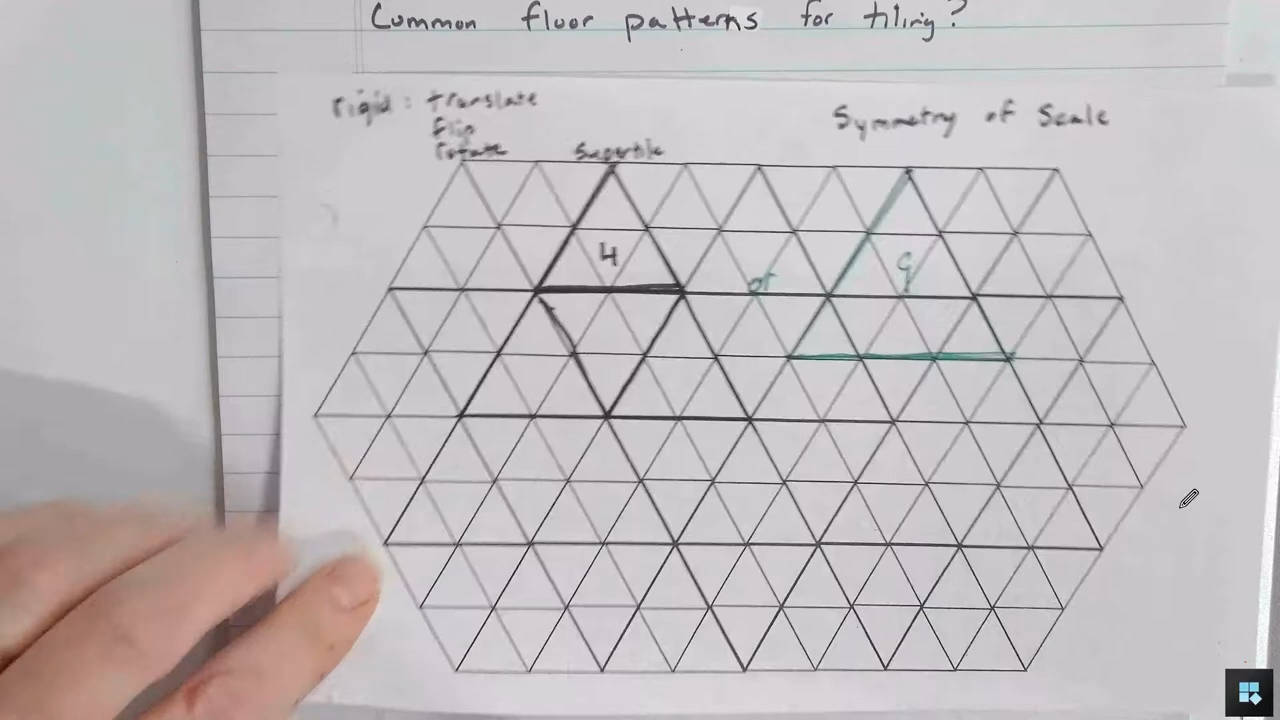 Common floor patterns for tiling?
rigid: translate
flip
rotate
Supertile
Symmetry of Scale
4
or
9